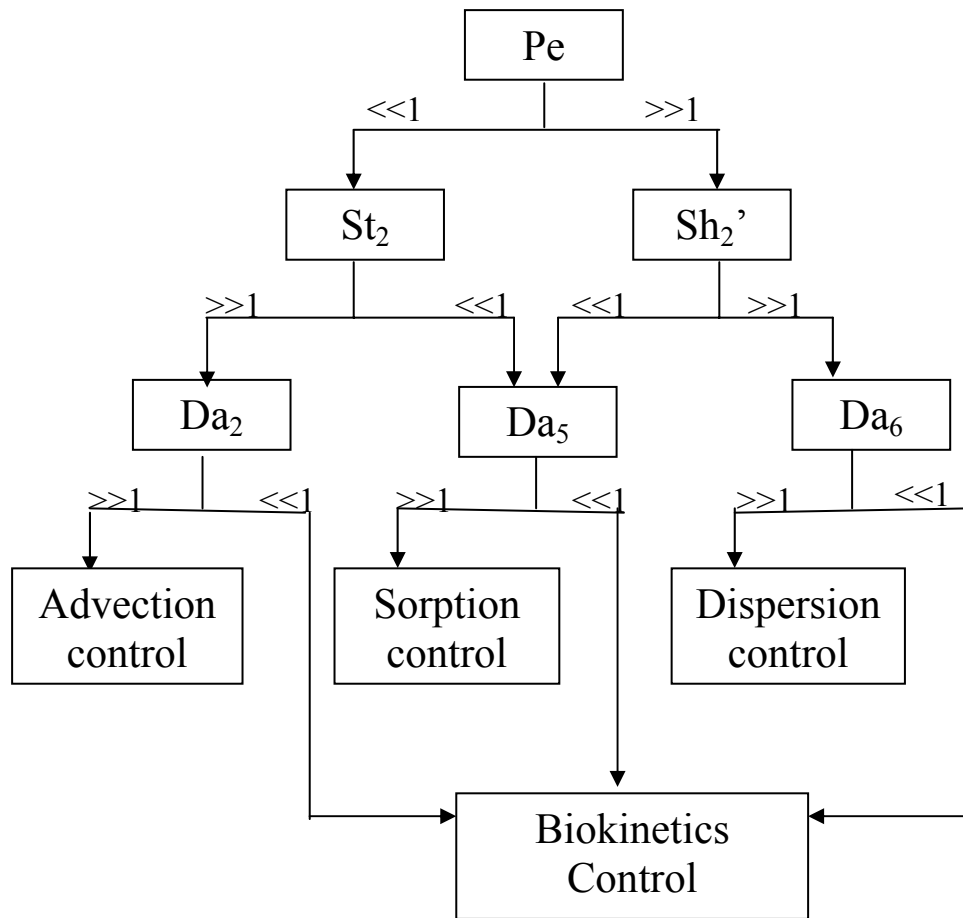 Pe
<<1 >>1
St₂ Sh₂’
>>1 <<1 <<1 >>1
Da₂ Da₅ Da₆
>>1 <<1 >>1 <<1 >>1 <<1
Advection Sorption Dispersion
control control control
Biokinetics
Control